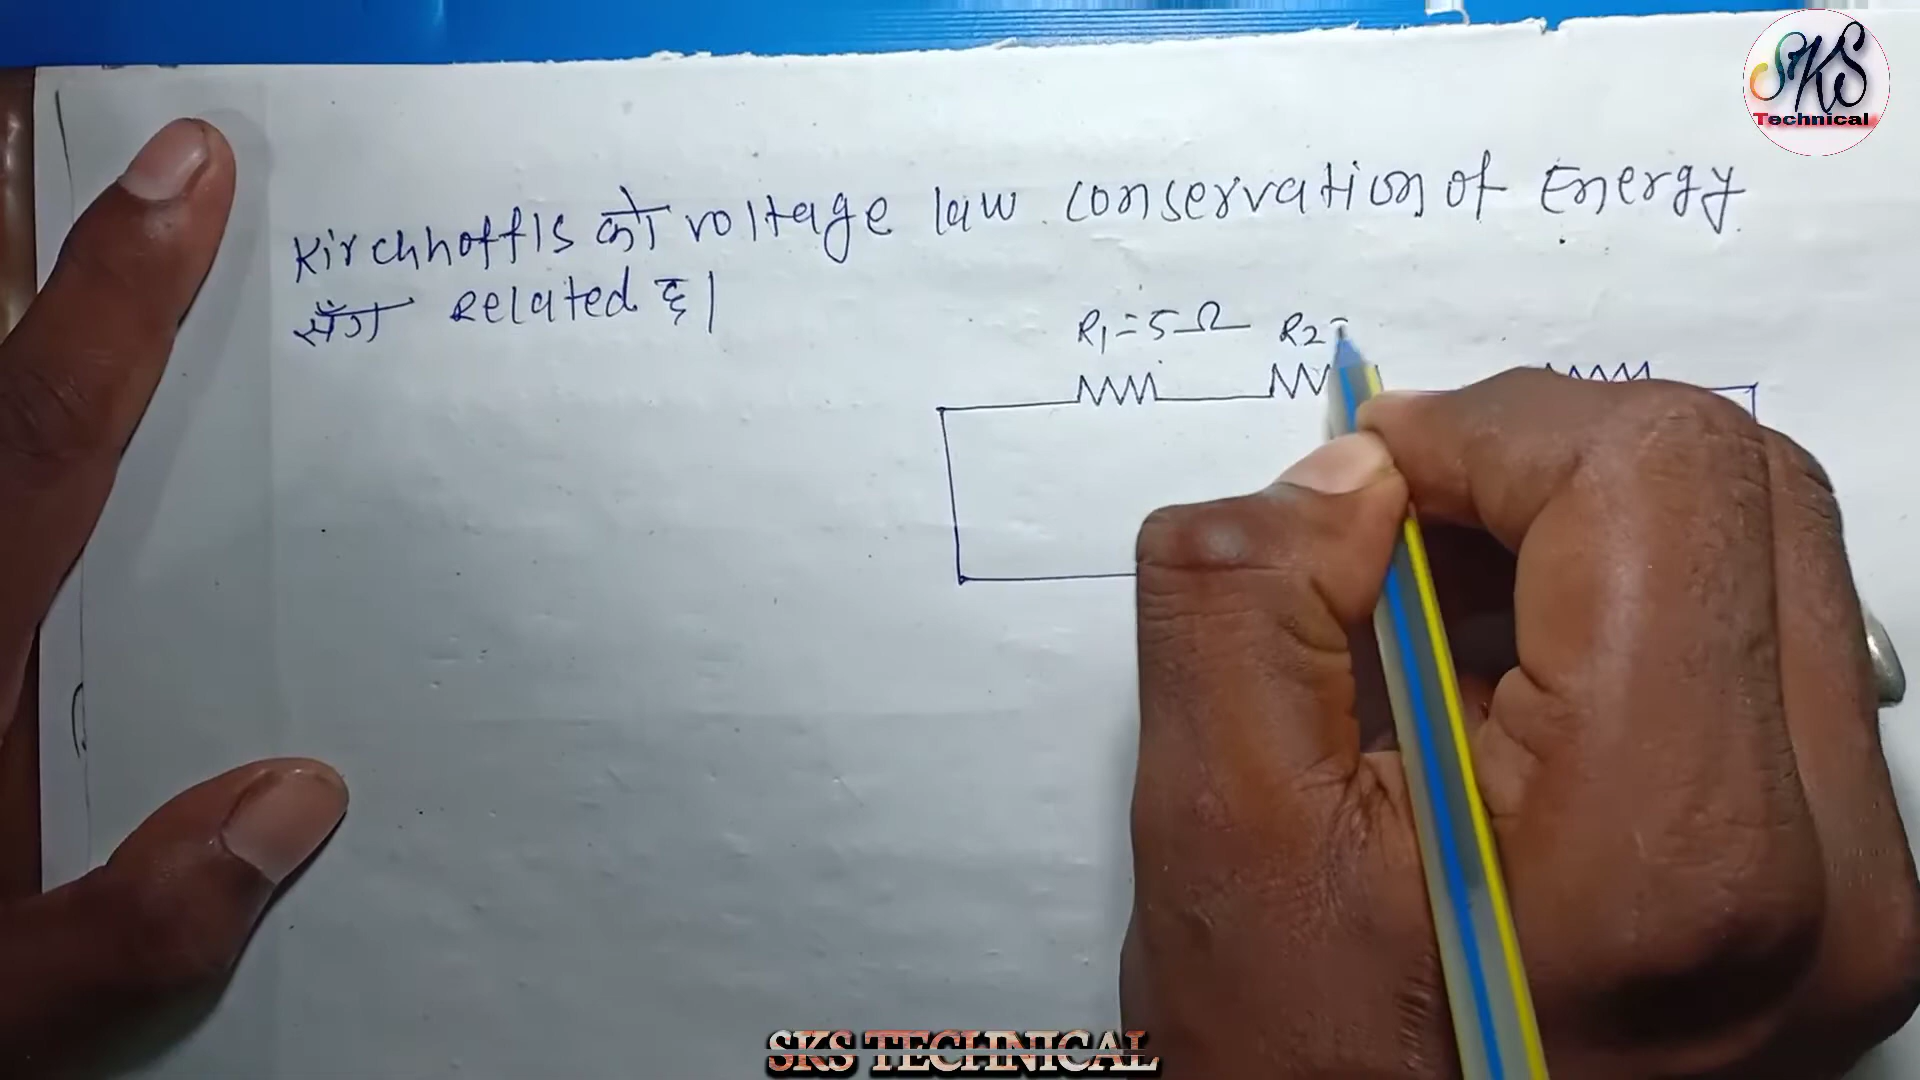 Kirchhoff's को voltage law conservation of Energy
सँग Related छ।
R1 = 5 Ω R2 =
SKS
Technical
SKS TECHNICAL